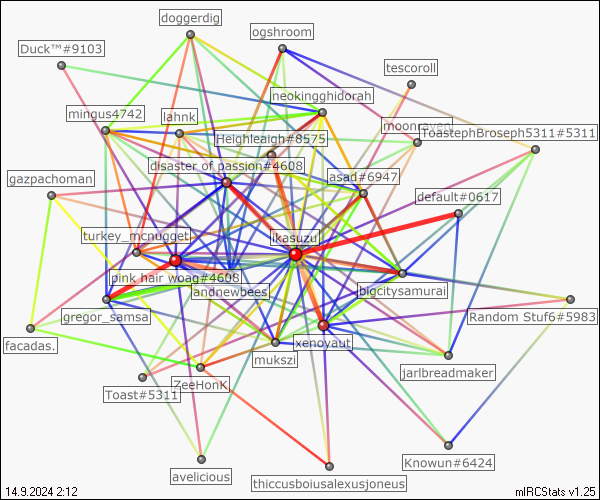 doggerdig
ogshroom
Duck™#9103
tescoroll
neokingghidorah
mingus4742
lahnk
moonraven
ToastephBroseph5311#5311
Heighleaigh#8575
disaster of passion#4608
asad#6947
gazpachoman
default#0617
turkey_mcnugget
ikasuzu
pink hair woag#4608
andnewbees
bigcitysamurai
gregor_samsa
Random Stuf6#5983
facadas.
xenoyaut
mukszi
jarlbreadmaker
Toast#5311
ZeeHonK
Knowun#6424
avelicious
thiccusboiusalexusjoneus
14.9.2024 2:12
mIRCStats v1.25